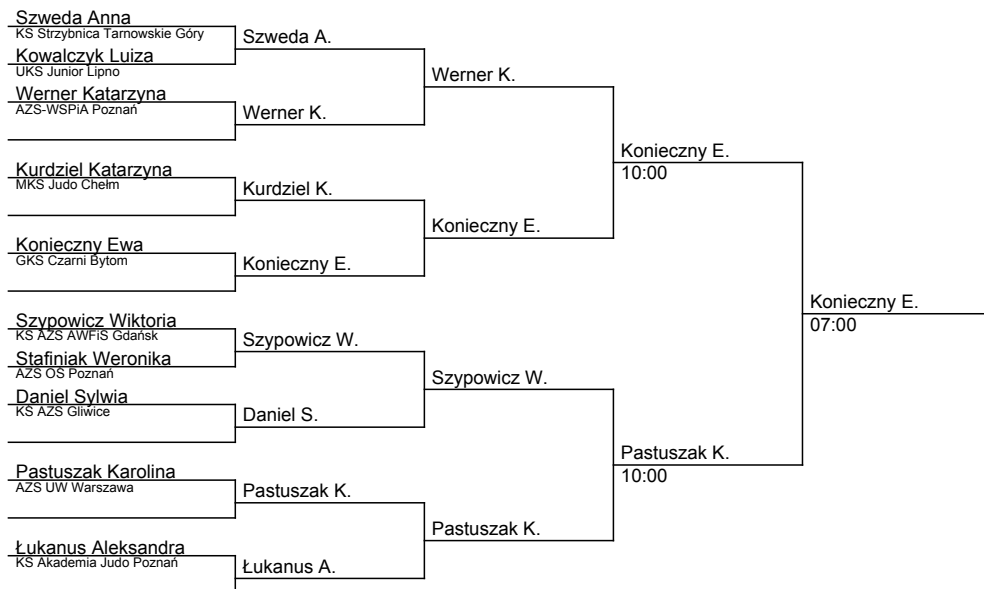 Szweda Anna
KS Strzybnica Tarnowskie Góry
Kowalczyk Luiza
UKS Junior Lipno
Werner Katarzyna
AZS-WSPiA Poznań
Kurdziel Katarzyna
MKS Judo Chełm
Konieczny Ewa
GKS Czarni Bytom
Szypowicz Wiktoria
KS AZS AWFiS Gdańsk
Stafiniak Weronika
AZS OŚ Poznań
Daniel Sylwia
KS AZS Gliwice
Pastuszak Karolina
AZS UW Warszawa
Łukanus Aleksandra
KS Akademia Judo Poznań
Szweda A.
Werner K.
Kurdziel K.
Konieczny E.
Szypowicz W.
Daniel S.
Pastuszak K.
Łukanus A.
Werner K.
Konieczny E.
Szypowicz W.
Pastuszak K.
Konieczny E.
10:00
Pastuszak K.
10:00
Konieczny E.
07:00